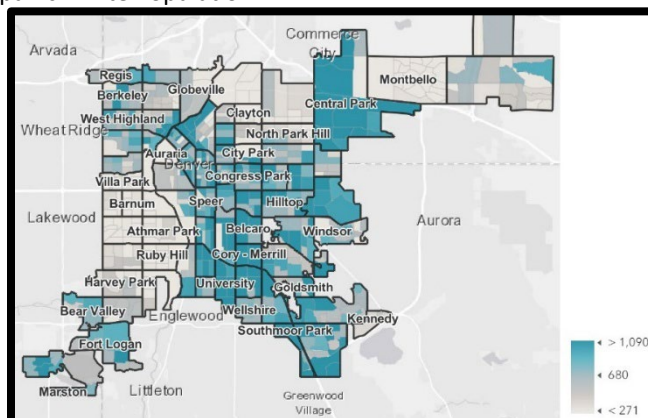 Commerce
City
Arvada
Regis
Montbello
Berkeley
Globeville
Central Park
Clayton
West Highland
Wheat Ridge
North Park Hill
Auraria
City Park
Denver
Congress Park
Villa Park
Lakewood
Barnum
Speer
Hilltop
Aurora
Athmar Park
Belcaro
Windsor
Ruby Hill
Cory - Merrill
Harvey Park
University
Goldsmith
Bear Valley
Englewood
Wellshire
Kennedy
Southmoor Park
Fort Logan
> 1,090
680
< 271
Marston
Littleton
Greenwood
Village